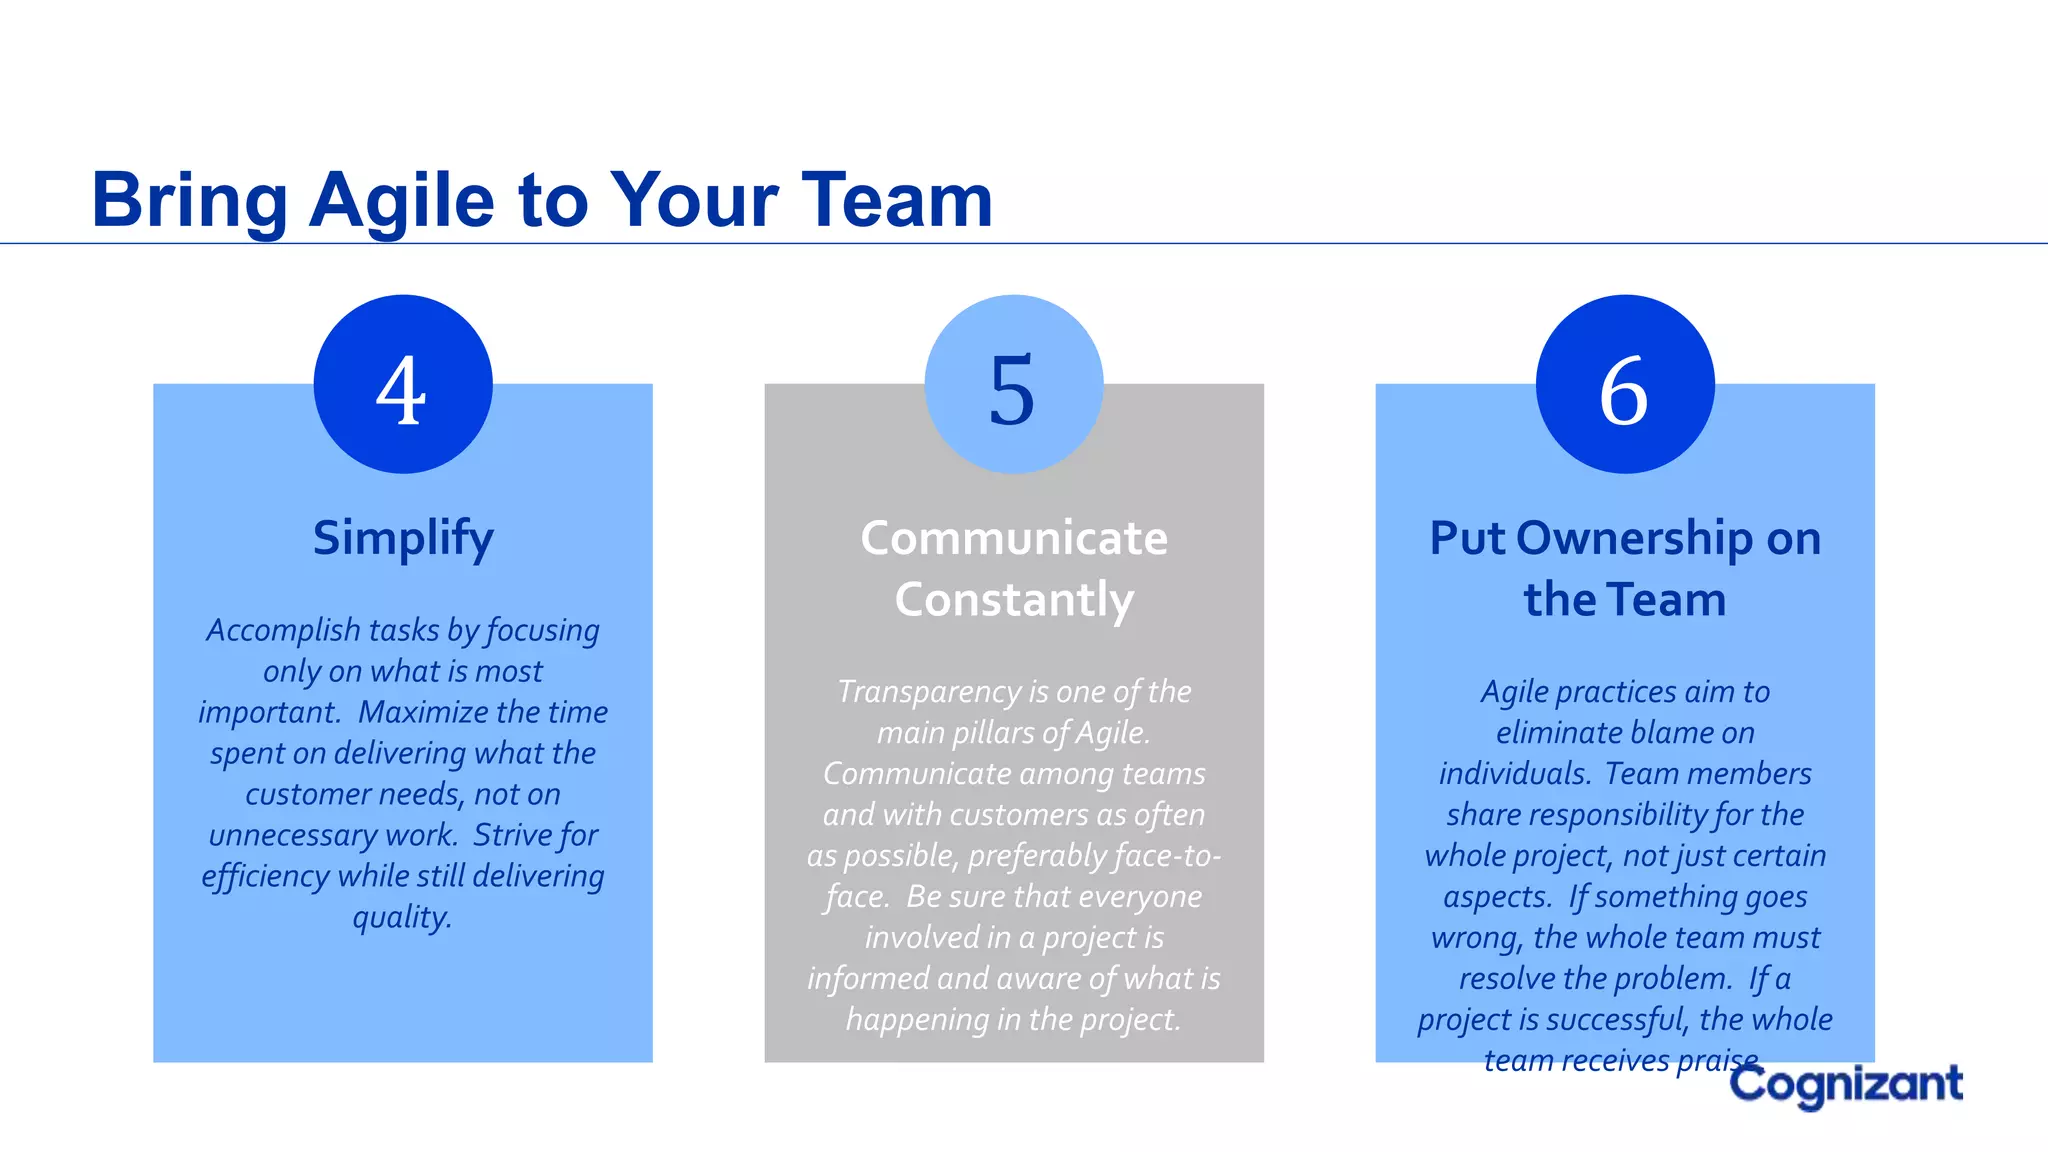 Bring Agile to Your Team
4
Simplify
Accomplish tasks by focusing
only on what is most
important.  Maximize the time
spent on delivering what the
customer needs, not on
unnecessary work.  Strive for
efficiency while still delivering
quality.
5
Communicate
Constantly
Transparency is one of the
main pillars of Agile.
Communicate among teams
and with customers as often
as possible, preferably face-to-
face.  Be sure that everyone
involved in a project is
informed and aware of what is
happening in the project.
6
Put Ownership on
the Team
Agile practices aim to
eliminate blame on
individuals.  Team members
share responsibility for the
whole project, not just certain
aspects.  If something goes
wrong, the whole team must
resolve the problem.  If a
project is successful, the whole
team receives praise
Cognizant